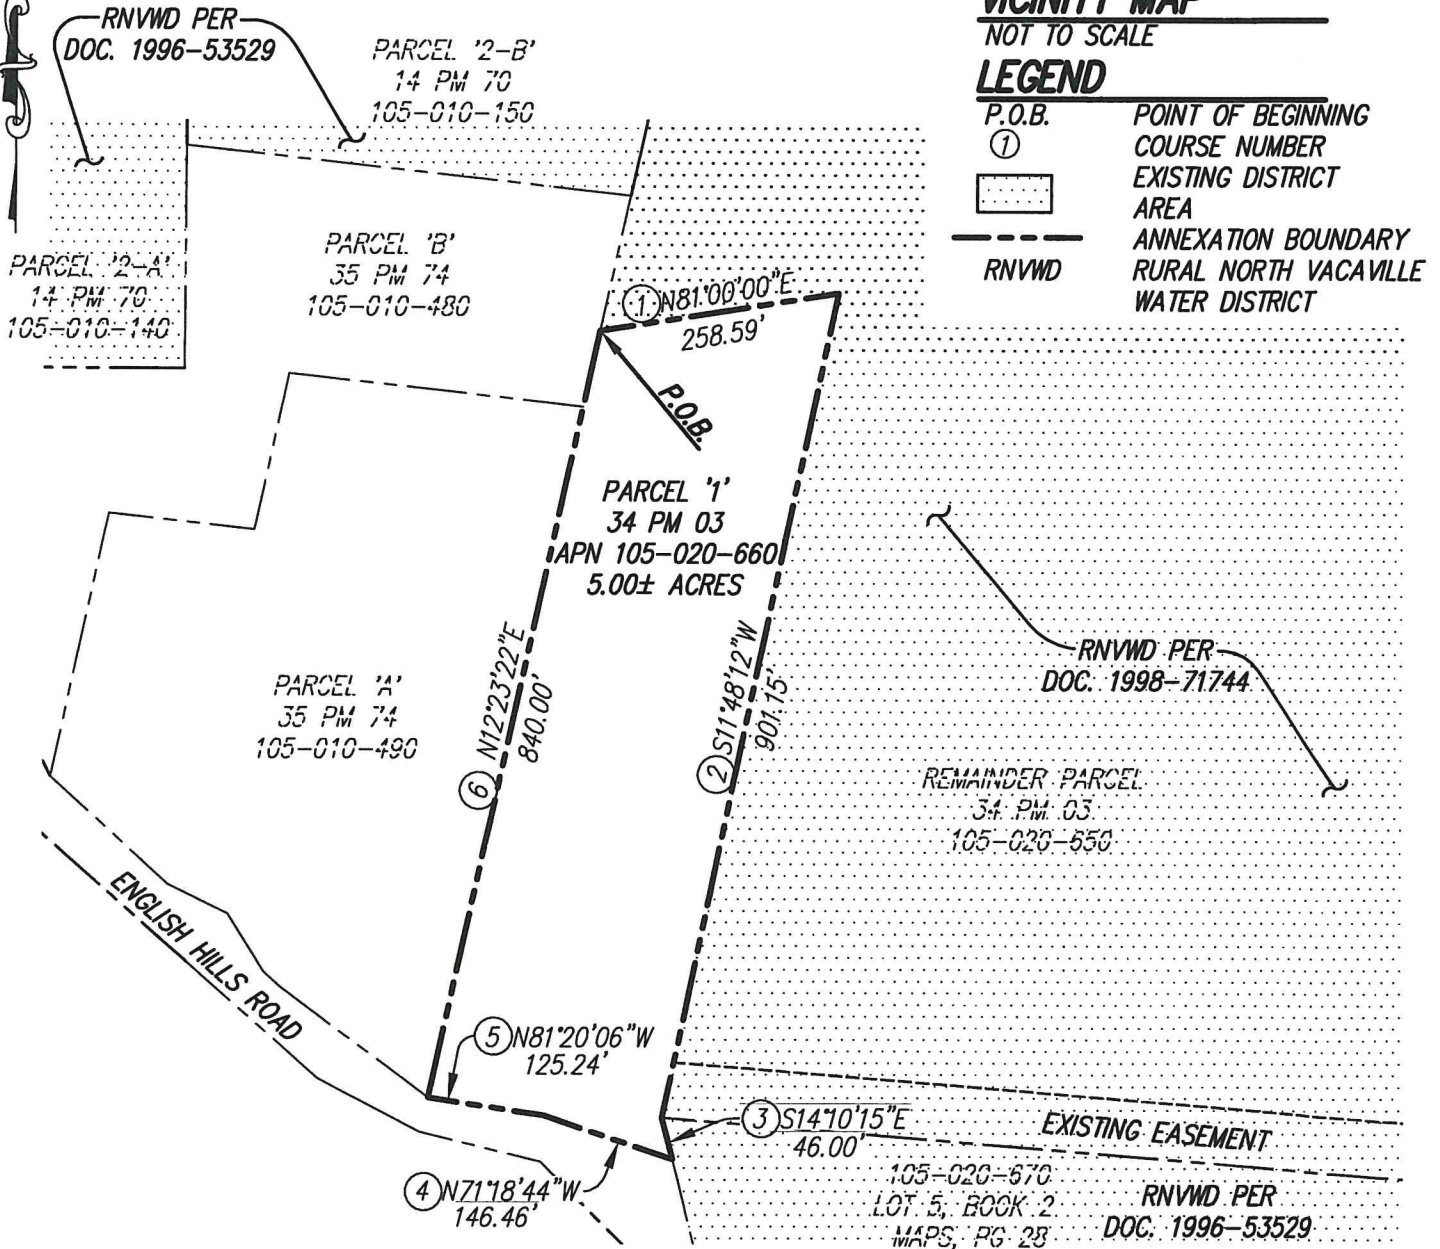 RNVWD PER
DOC. 1996-53529
PARCEL '2-B'
14 PM 70
105-010-150
VICINITY MAP
NOT TO SCALE
LEGEND
P.O.B. POINT OF BEGINNING
1 COURSE NUMBER
EXISTING DISTRICT
AREA
ANNEXATION BOUNDARY
RNVWD RURAL NORTH VACAVILLE
WATER DISTRICT
PARCEL '2-A'
14 PM 70
105-010-140
PARCEL 'B'
35 PM 74
105-010-480
1 N81°00'00"E
258.59'
P.O.B.
PARCEL '1'
34 PM 03
APN 105-020-660
5.00± ACRES
PARCEL 'A'
35 PM 74
105-010-490
6 N12°23'22"E
840.00'
2 S11°48'12"W
901.15'
RNVWD PER
DOC. 1998-71744
REMAINDER PARCEL
34 PM 03
105-020-650
ENGLISH HILLS ROAD
5 N81°20'06"W
125.24'
3 S14°10'15"E
46.00'
EXISTING EASEMENT
4 N71°18'44"W
146.46'
105-020-670
LOT 5, BOOK 2
MAPS, PG 28
RNVWD PER
DOC. 1996-53529